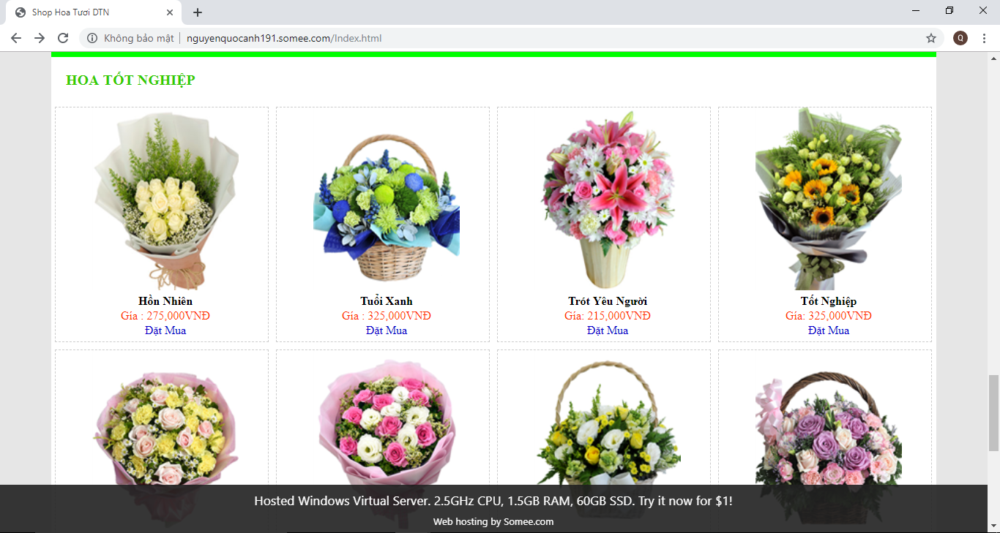 Shop Hoa Tươi DTN
Không bảo mật
nguyenquocanh191.somee.com/Index.html
Q
HOA TỐT NGHIỆP
Hồn Nhiên
Gía : 275,000VNĐ
Đặt Mua
Tuổi Xanh
Gía : 325,000VNĐ
Đặt Mua
Trót Yêu Người
Gía: 215,000VNĐ
Đặt Mua
Tốt Nghiệp
Gía: 325,000VNĐ
Đặt Mua
Hosted Windows Virtual Server. 2.5GHz CPU, 1.5GB RAM, 60GB SSD. Try it now for $1!
Web hosting by Somee.com